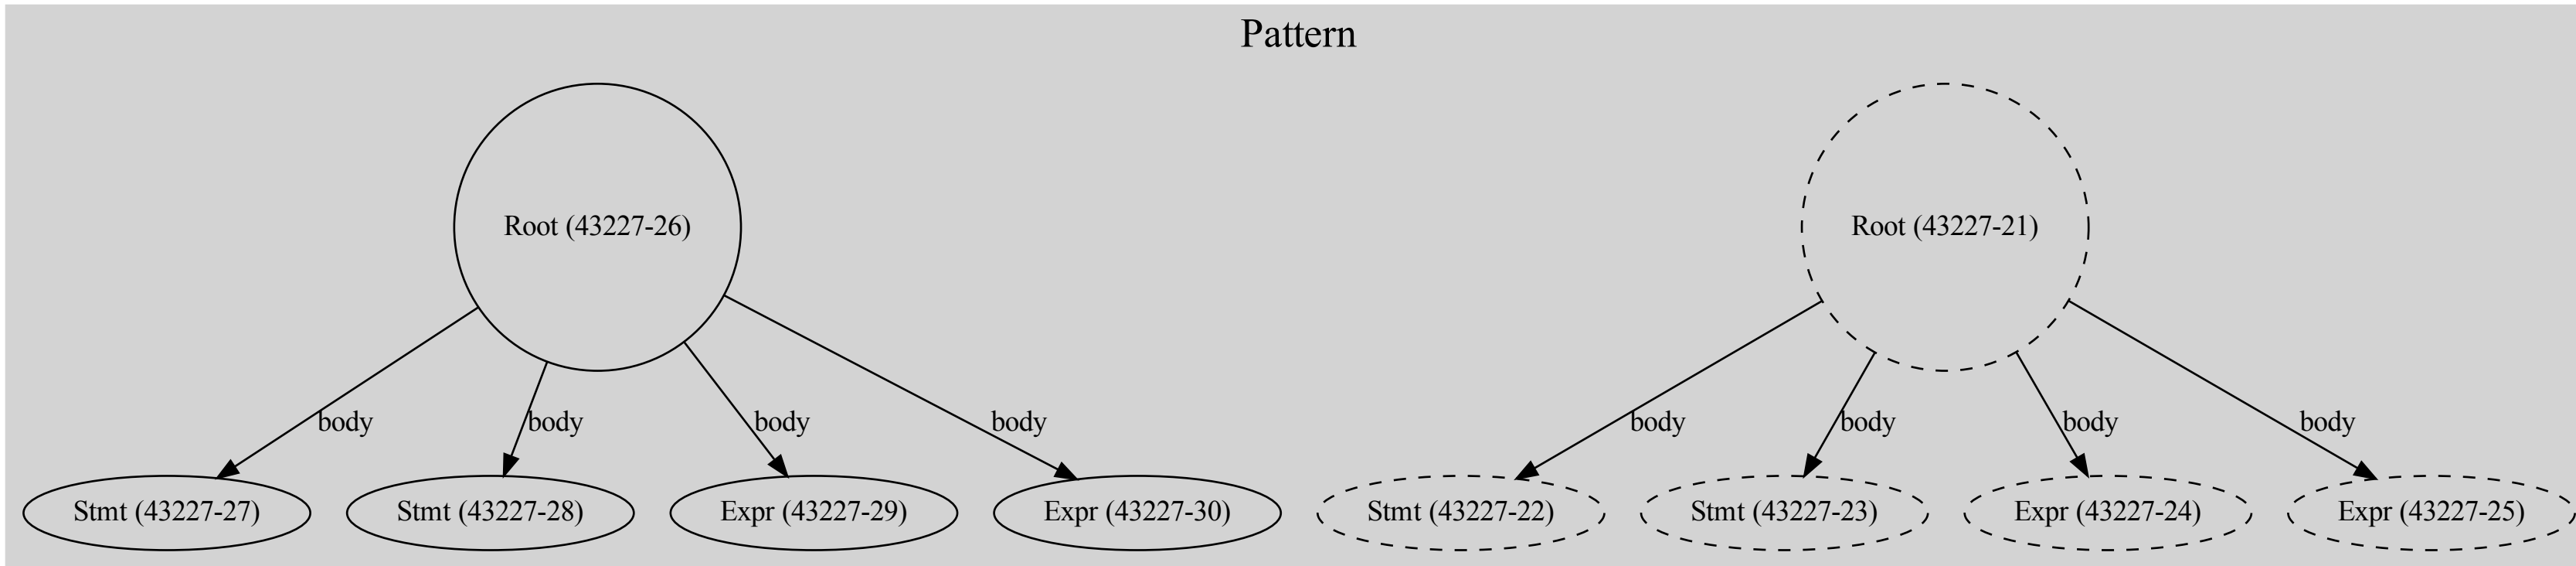 Pattern
Root (43227-26)
Root (43227-21)
body
body
body
body
body
body
body
body
Stmt (43227-27)
Stmt (43227-28)
Expr (43227-29)
Expr (43227-30)
Stmt (43227-22)
Stmt (43227-23)
Expr (43227-24)
Expr (43227-25)